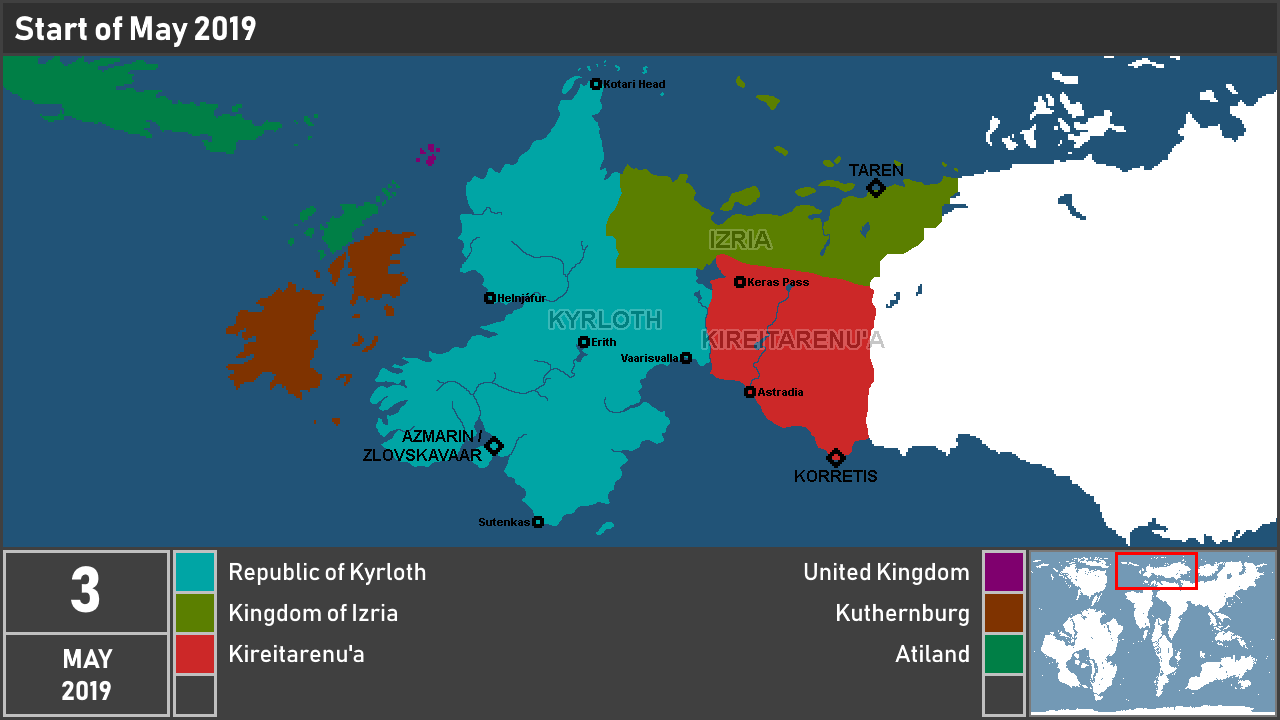 Start of May 2019
Kotari Head
TAREN
IZRIA
Keras Pass
Helnjáfur
KYRLOTH
KIREITARENU'A
Erith
Vaarisvalla
Astradia
AZMARIN /
ZLOVSKAVAAR
KORRETIS
Sutenkas
3
MAY
2019
Republic of Kyrloth
Kingdom of Izria
Kireitarenu'a
United Kingdom
Kuthernburg
Atiland